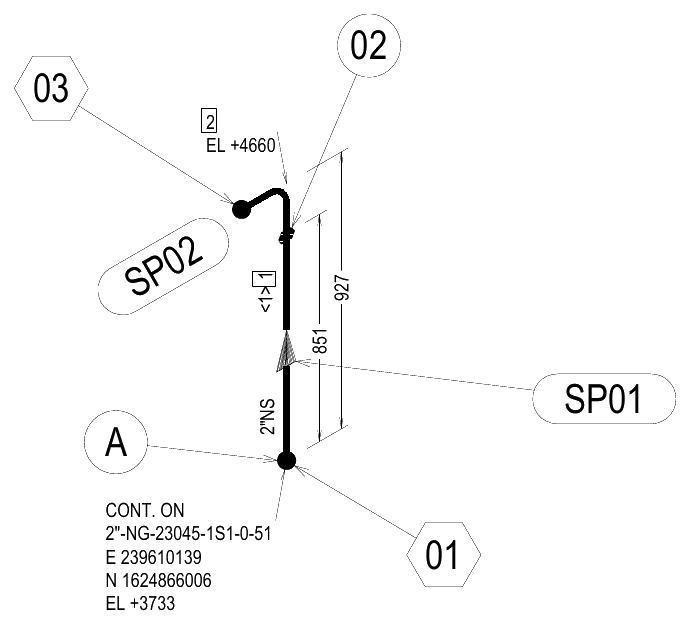 02
03
2
EL +4660
SP02
<1> 1
927
851
SP01
2"NS
A
CONT. ON
2"-NG-23045-1S1-0-51
E 239610139
N 1624866006
EL +3733
01